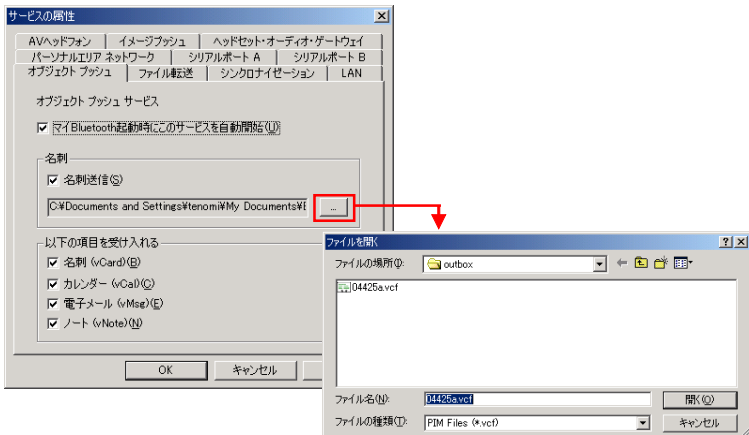 サービスの属性
AVヘッドフォン イメージプッシュ ヘッドセット・オーディオ・ゲートウェイ
パーソナルエリア ネットワーク シリアルポート A シリアルポート B
オブジェクト プッシュ ファイル転送 シンクロナイゼーション LAN
オブジェクト プッシュ サービス
マイBluetooth起動時にこのサービスを自動開始(U)
名刺
名刺送信(S)
C:¥Documents and Settings¥tenomi¥My Documents¥E
...
以下の項目を受け入れる
名刺 (vCard)(B)
カレンダー (vCal)(C)
電子メール (vMsg)(E)
ノート (vNote)(N)
OK キャンセル
ファイルを開く
ファイルの場所(I): outbox
04425a.vcf
ファイル名(N): 04425a.vcf 開く(O)
ファイルの種類(T): PIM Files (*.vcf) キャンセル